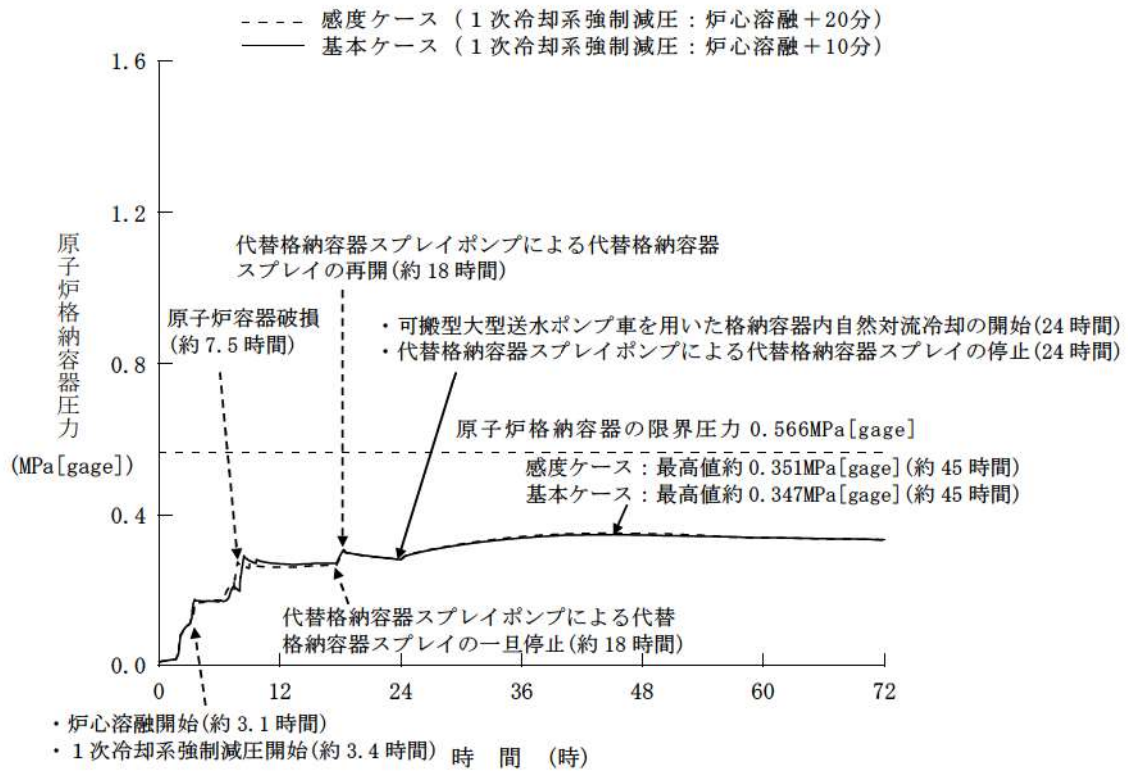 感度ケース（１次冷却系強制減圧：炉心溶融＋20分）
基本ケース（１次冷却系強制減圧：炉心溶融＋10分）
1.6
1.2
0.8
0.4
0.0
原子炉格納容器圧力
(MPa[gage])
代替格納容器スプレイポンプによる代替格納容器
スプレイの再開(約 18 時間)
原子炉容器破損
(約 7.5 時間)
・可搬型大型送水ポンプ車を用いた格納容器内自然対流冷却の開始(24 時間)
・代替格納容器スプレイポンプによる代替格納容器スプレイの停止(24 時間)
原子炉格納容器の限界圧力 0.566MPa[gage]
感度ケース：最高値約 0.351MPa[gage](約 45 時間)
基本ケース：最高値約 0.347MPa[gage](約 45 時間)
代替格納容器スプレイポンプによる代替
格納容器スプレイの一旦停止(約 18 時間)
0 12 24 36 48 60 72
・炉心溶融開始(約 3.1 時間)
・１次冷却系強制減圧開始(約 3.4 時間)
時 間 (時)